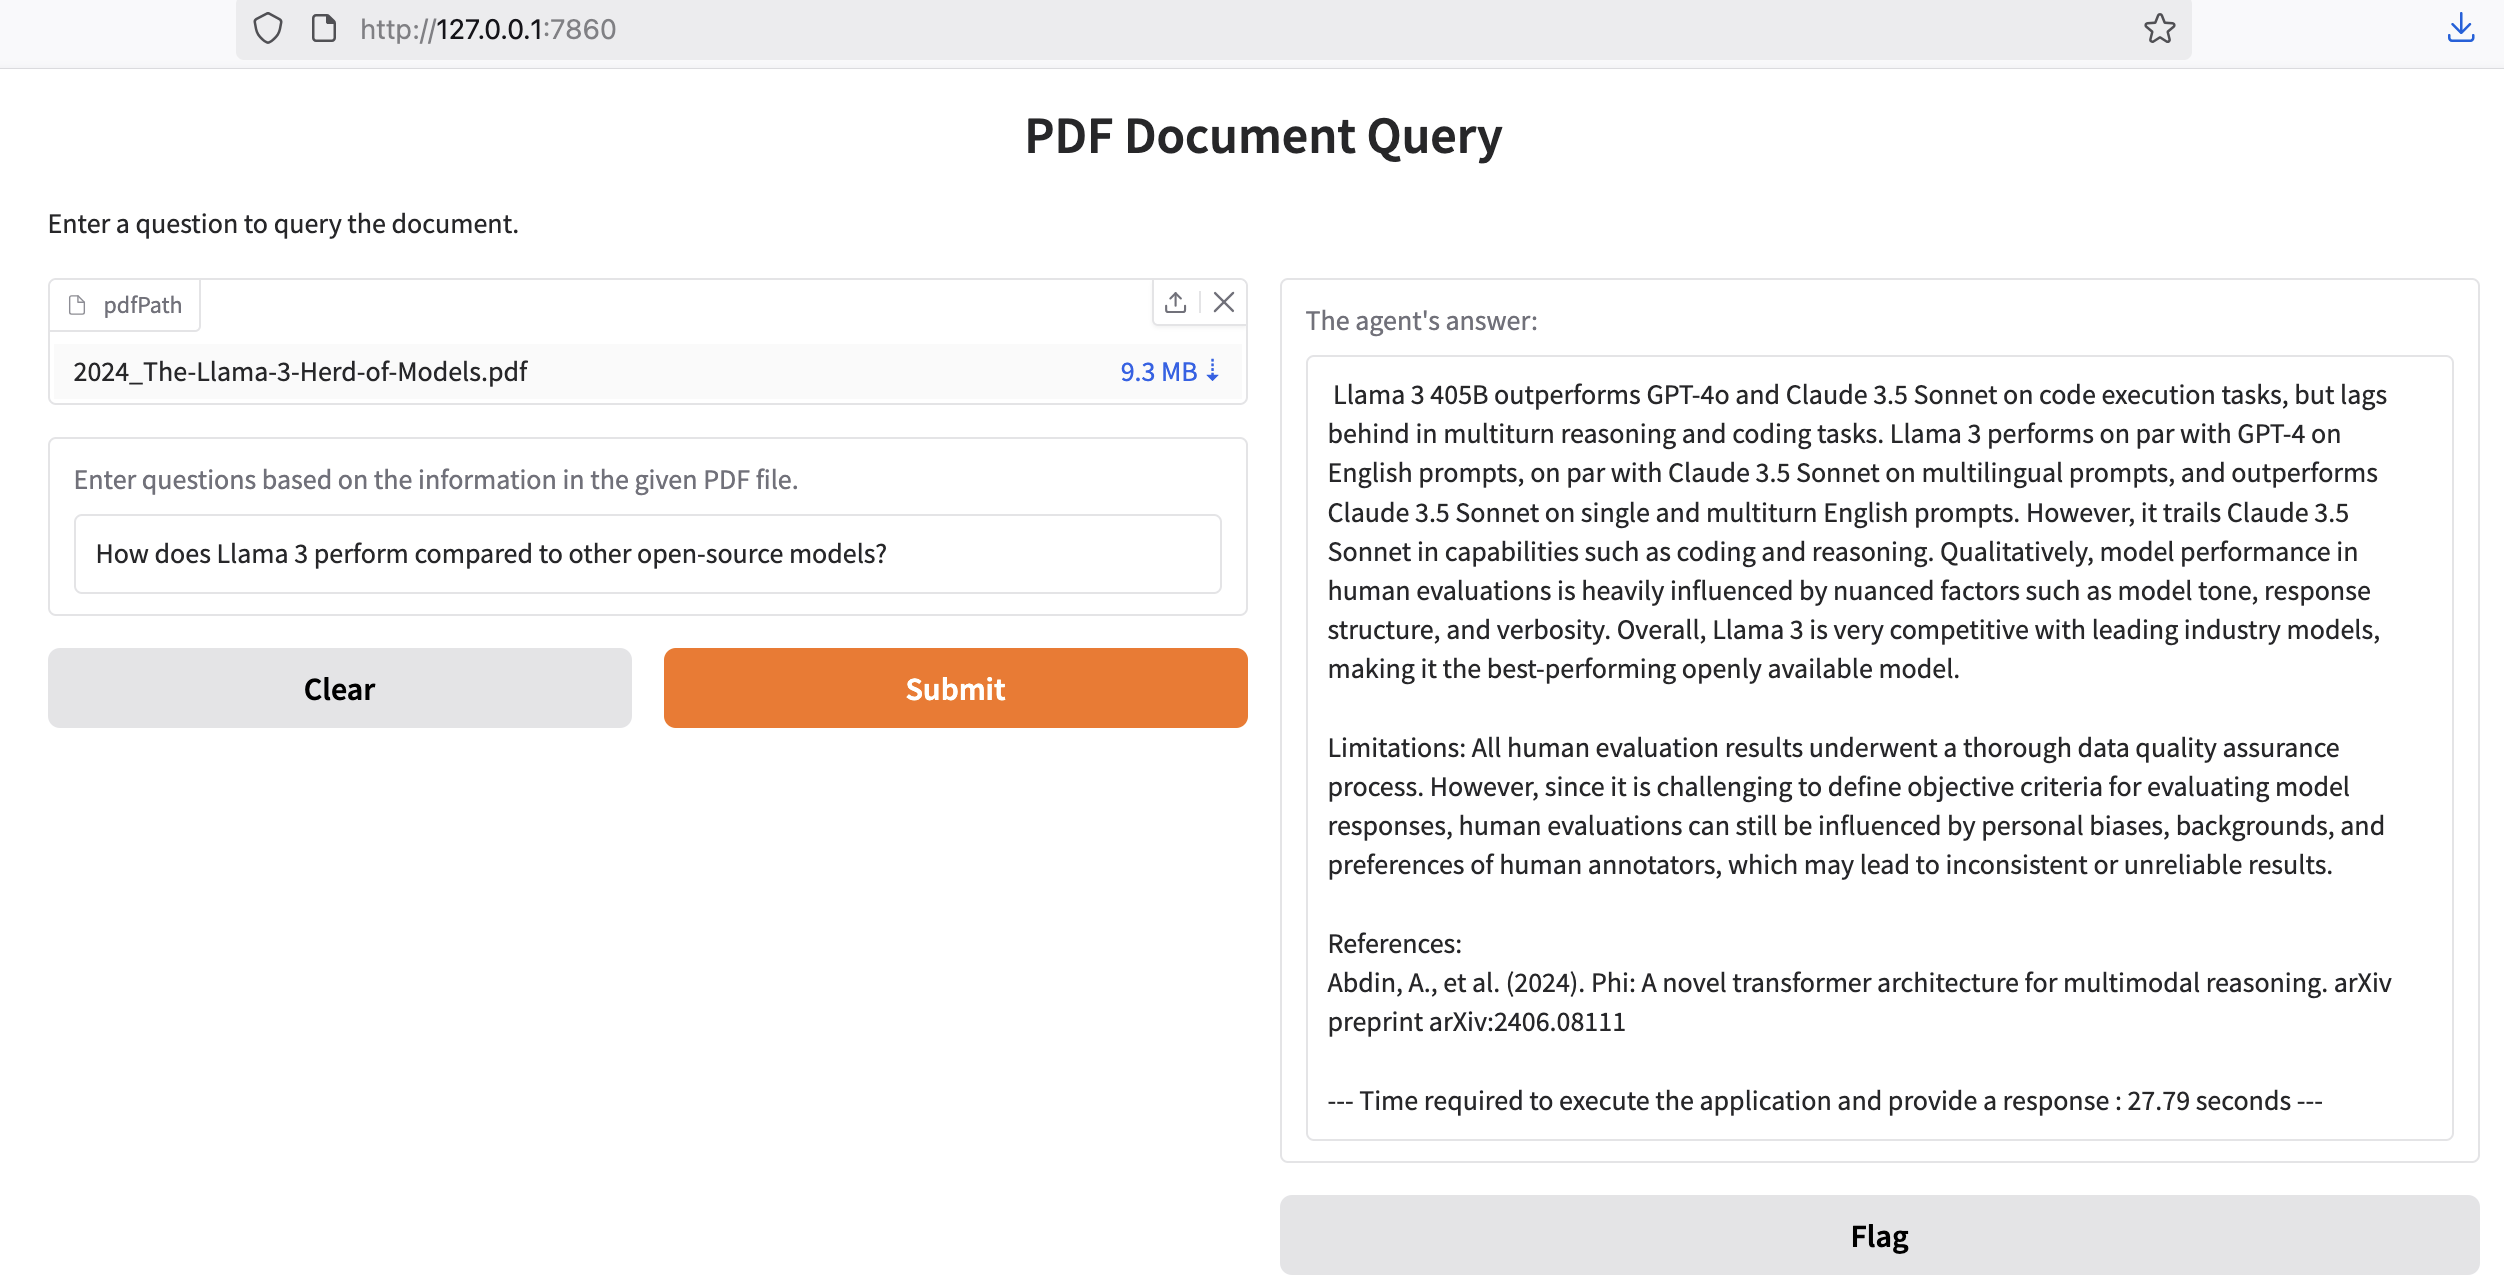 http://127.0.0.1:7860
PDF Document Query
Enter a question to query the document.
pdfPath
2024_The-Llama-3-Herd-of-Models.pdf
9.3 MB ⇣
Enter questions based on the information in the given PDF file.
How does Llama 3 perform compared to other open-source models?
Clear
Submit
The agent's answer:
Llama 3 405B outperforms GPT-4o and Claude 3.5 Sonnet on code execution tasks, but lags
behind in multiturn reasoning and coding tasks. Llama 3 performs on par with GPT-4 on
English prompts, on par with Claude 3.5 Sonnet on multilingual prompts, and outperforms
Claude 3.5 Sonnet on single and multiturn English prompts. However, it trails Claude 3.5
Sonnet in capabilities such as coding and reasoning. Qualitatively, model performance in
human evaluations is heavily influenced by nuanced factors such as model tone, response
structure, and verbosity. Overall, Llama 3 is very competitive with leading industry models,
making it the best-performing openly available model.
Limitations: All human evaluation results underwent a thorough data quality assurance
process. However, since it is challenging to define objective criteria for evaluating model
responses, human evaluations can still be influenced by personal biases, backgrounds, and
preferences of human annotators, which may lead to inconsistent or unreliable results.
References:
Abdin, A., et al. (2024). Phi: A novel transformer architecture for multimodal reasoning. arXiv
preprint arXiv:2406.08111
--- Time required to execute the application and provide a response : 27.79 seconds ---
Flag